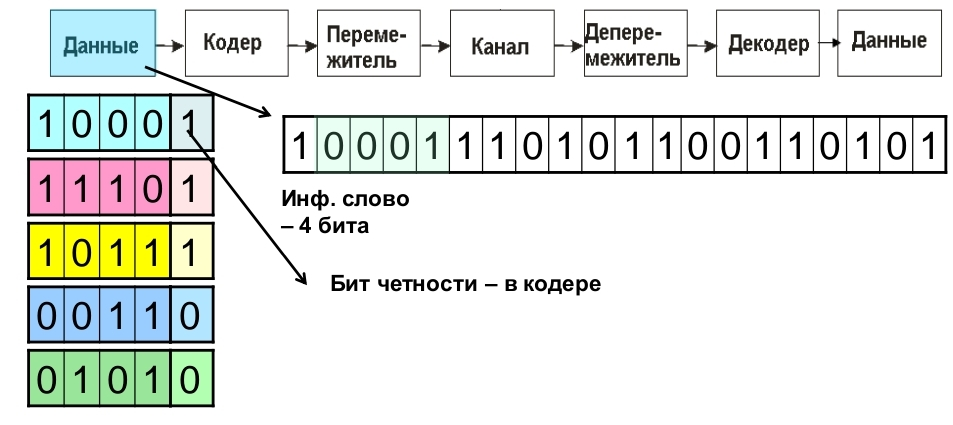 Данные Кодер Переме-
житель Канал Депере-
межитель Декодер Данные
1 0 0 0 1
1 0 0 0 1 1 1 0 1 0 1 1 0 0 1 1 0 1 0 1
1 1 1 0 1
Инф. слово
– 4 бита
1 0 1 1 1
Бит четности – в кодере
0 0 1 1 0
0 1 0 1 0